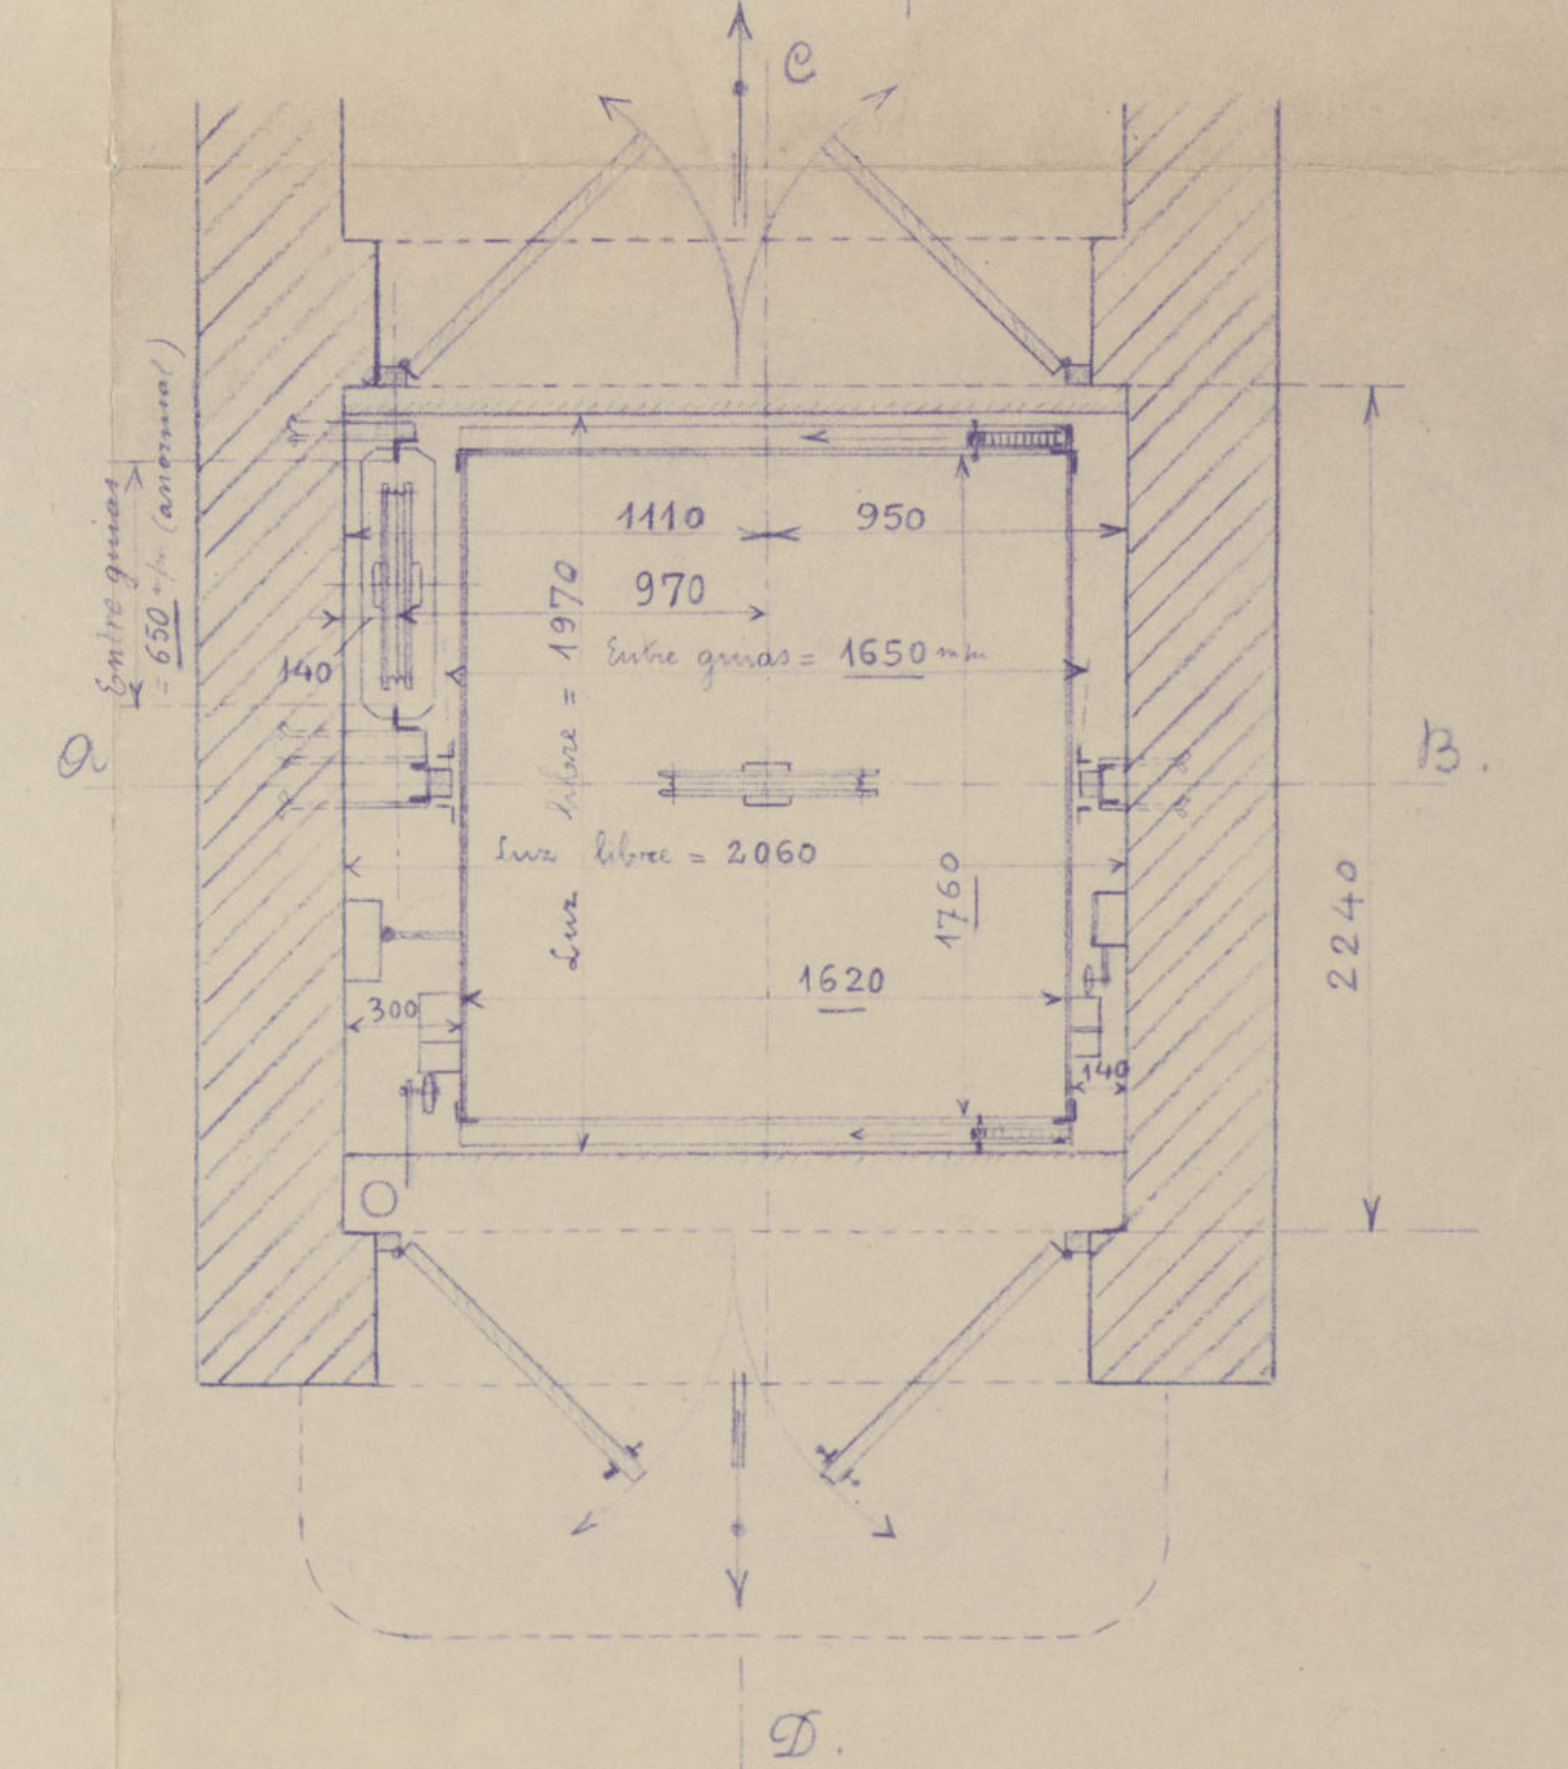 C
Entre guias
= 650 m/m (anormal)
1110
950
970
Luz libre = 1970
Entre guias = 1650 m/m
140
a
B.
Luz libre = 2060
1760
2240
1620
300
140
D.